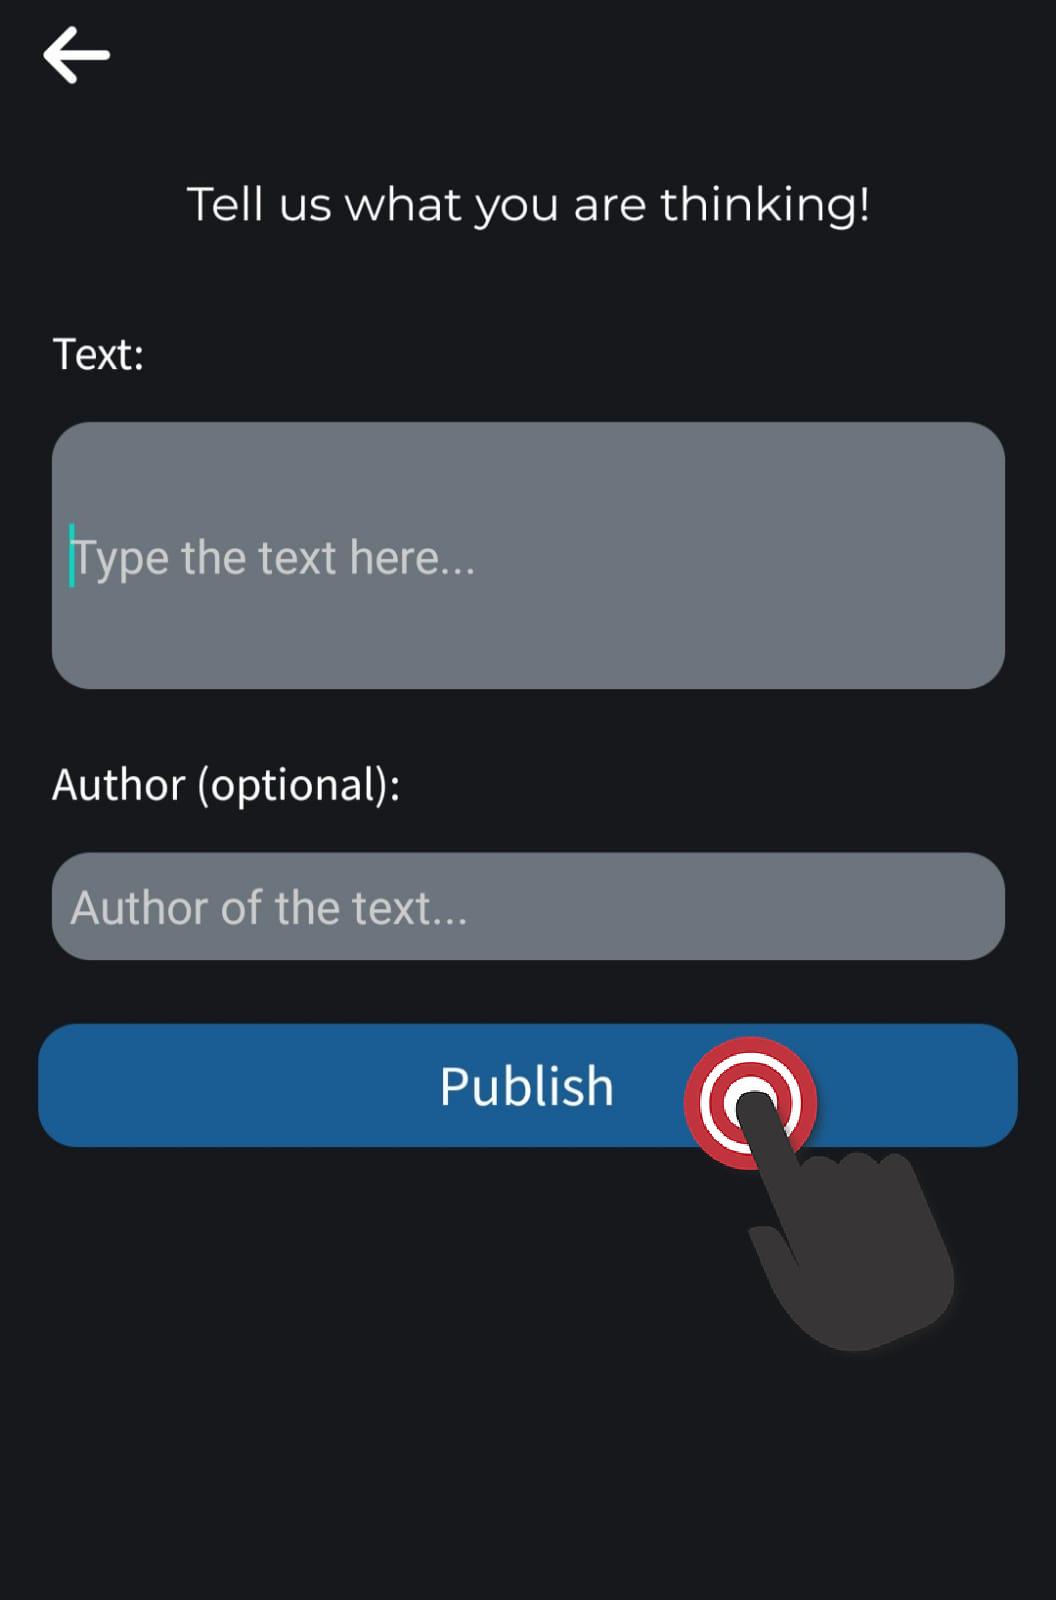 Tell us what you are thinking!
Text:
Type the text here...
Author (optional):
Author of the text...
Publish